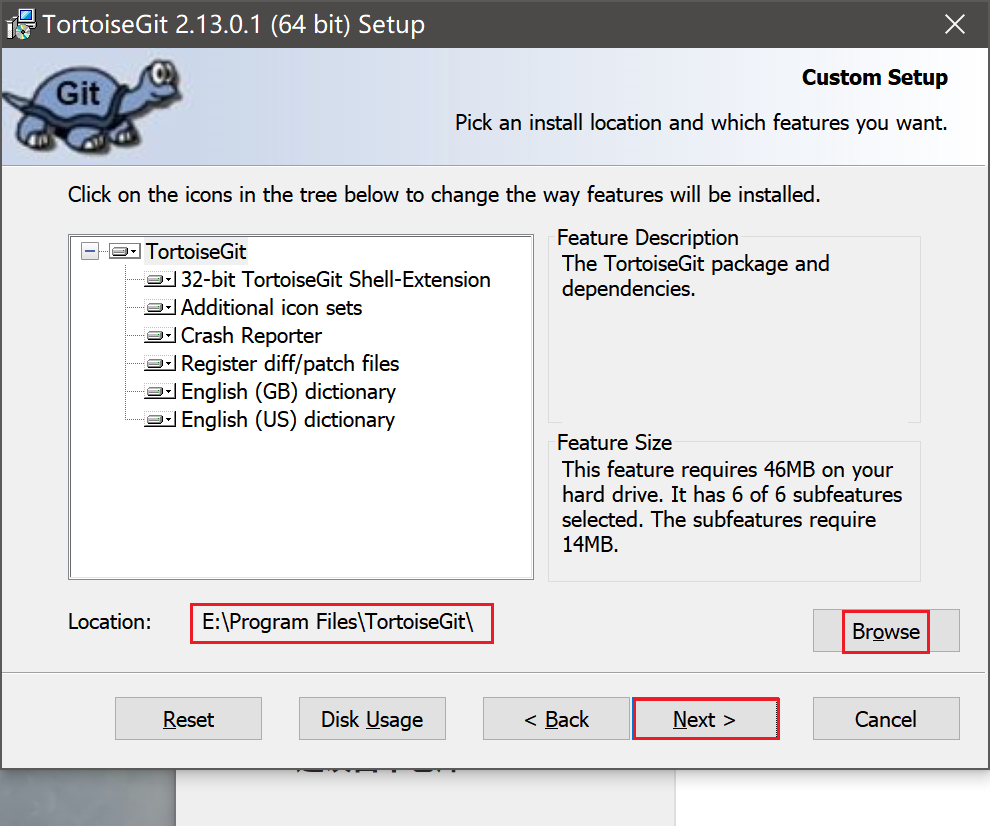 TortoiseGit 2.13.0.1 (64 bit) Setup
Git
Custom Setup
Pick an install location and which features you want.
Click on the icons in the tree below to change the way features will be installed.
TortoiseGit
32-bit TortoiseGit Shell-Extension
Additional icon sets
Crash Reporter
Register diff/patch files
English (GB) dictionary
English (US) dictionary
Feature Description
The TortoiseGit package and
dependencies.
Feature Size
This feature requires 46MB on your
hard drive. It has 6 of 6 subfeatures
selected. The subfeatures require
14MB.
Location:
E:\Program Files\TortoiseGit\
Browse
Reset
Disk Usage
< Back
Next >
Cancel